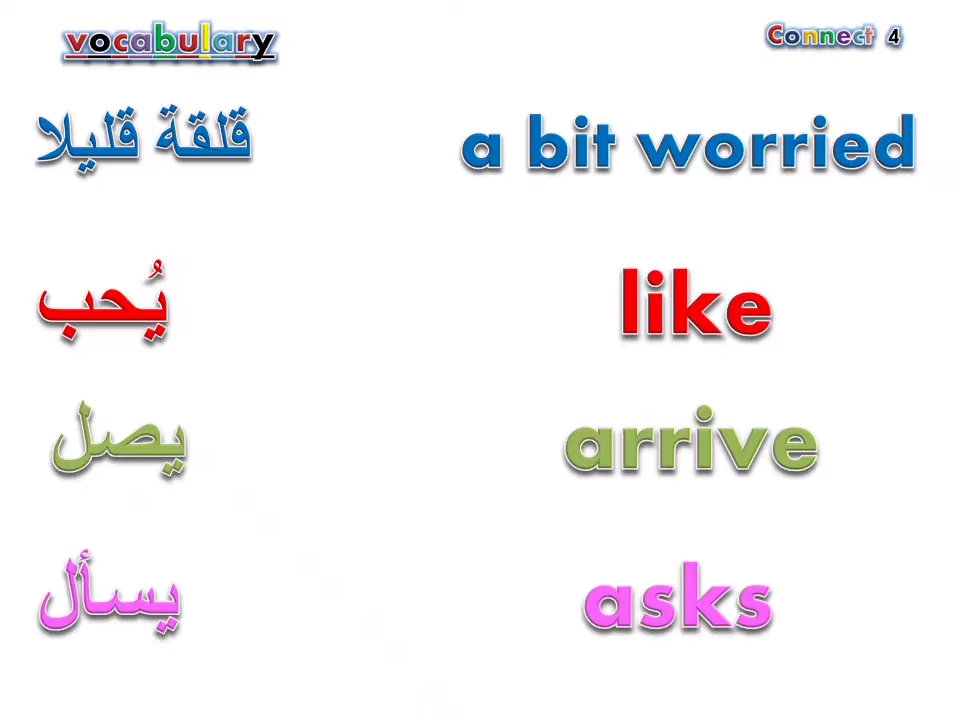 vocabulary
Connect 4
قلقة قليلا
a bit worried
يُحب
like
يصل
arrive
يسأل
asks